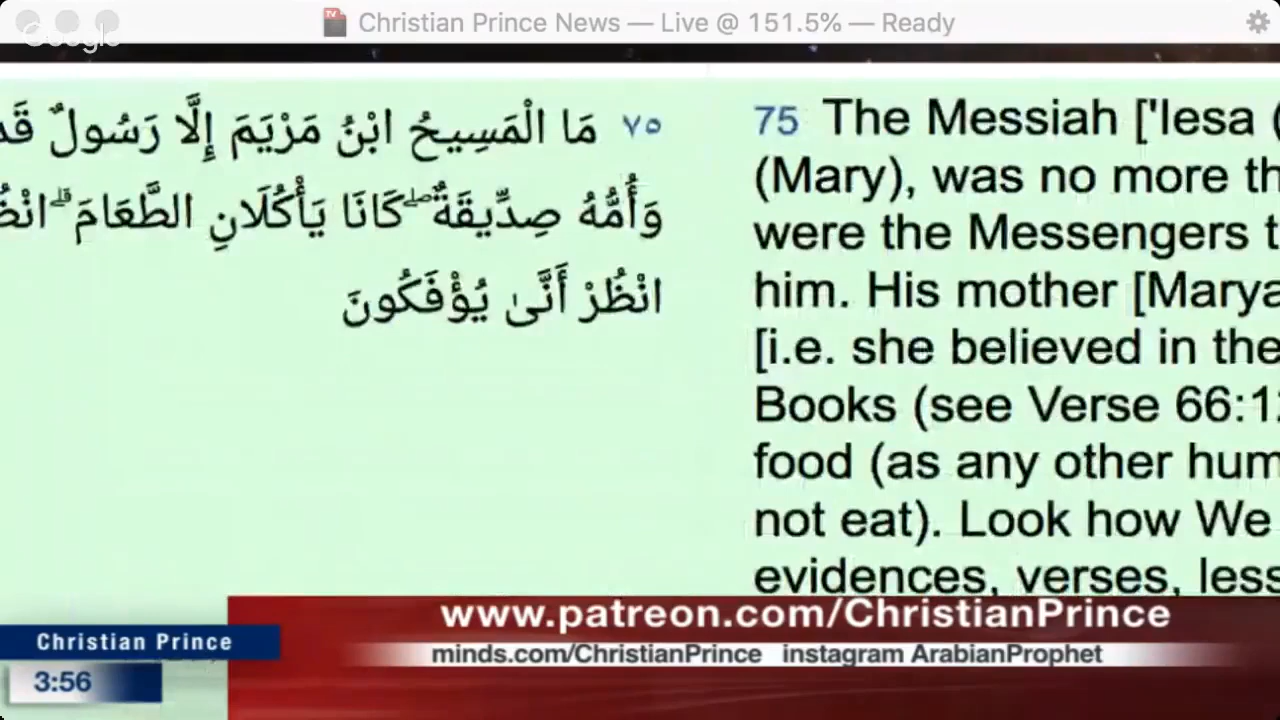 Christian Prince News — Live @ 151.5% — Ready
Google
٧٥ مَا الْمَسِيحُ ابْنُ مَرْيَمَ إِلَّا رَسُولٌ قَد
وَأُمُّهُ صِدِّيقَةٌ ۖ كَانَا يَأْكُلَانِ الطَّعَامَ ۗ انْظُ
انْظُرْ أَنَّىٰ يُؤْفَكُونَ
75 The Messiah ['Iesa (
(Mary), was no more th
were the Messengers t
him. His mother [Marya
[i.e. she believed in the
Books (see Verse 66:12
food (as any other hum
not eat). Look how We
evidences, verses, less
www.patreon.com/ChristianPrince
minds.com/ChristianPrince instagram ArabianProphet
Christian Prince
3:56